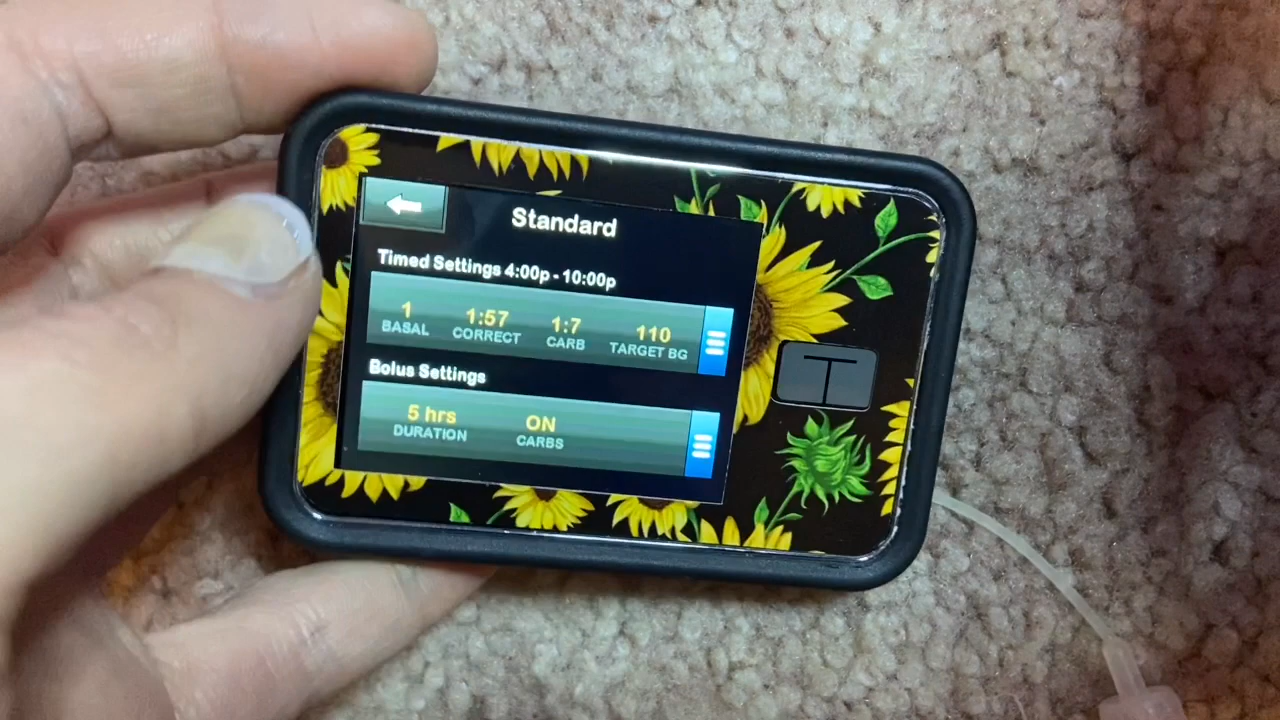 Standard
Timed Settings 4:00p - 10:00p
1 1:57 1:7 110
BASAL CORRECT CARB TARGET BG
Bolus Settings
5 hrs ON
DURATION CARBS
T